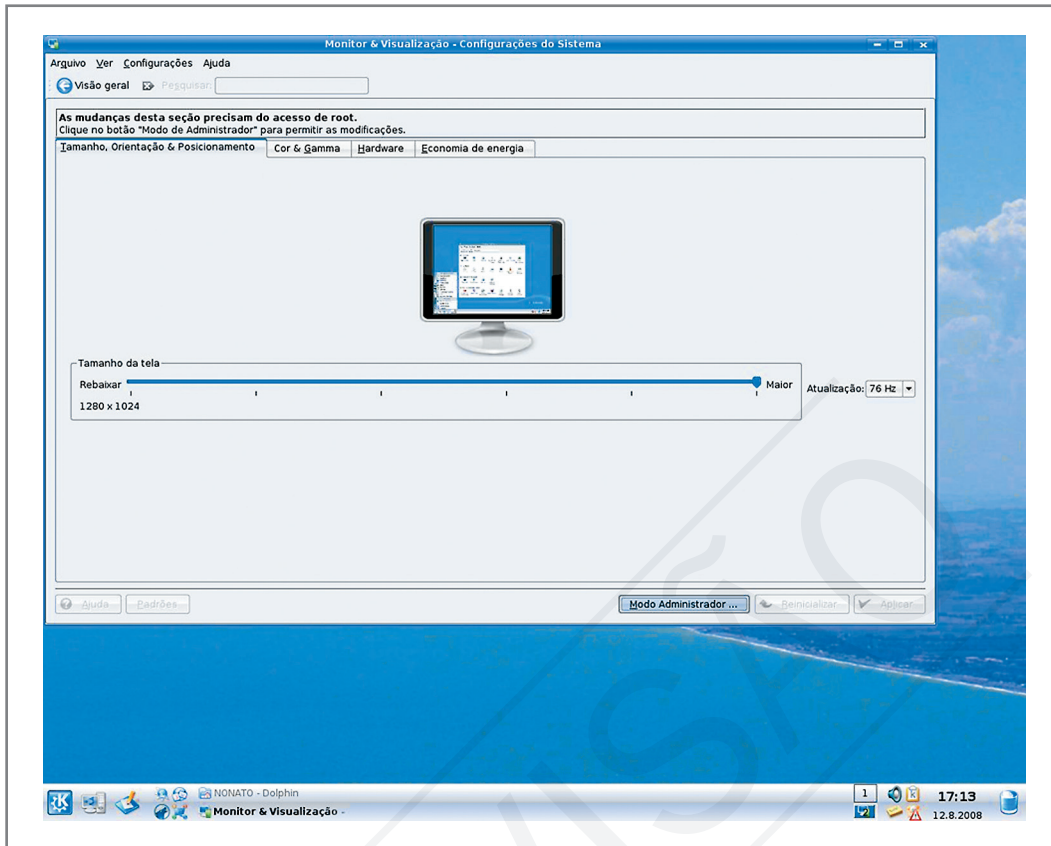 Monitor & Visualização - Configurações do Sistema
Arquivo Ver Configurações Ajuda
Visão geral Pesquisar:
As mudanças desta seção precisam do acesso de root.
Clique no botão "Modo de Administrador" para permitir as modificações.
Tamanho, Orientação & Posicionamento Cor & Gamma Hardware Economia de energia
Tamanho da tela
Rebaixar Maior Atualização: 76 Hz
1280 x 1024
Ajuda Padrões Modo Administrador ... Reinicializar Aplicar
NONATO - Dolphin
Monitor & Visualização -
1
2
17:13
12.8.2008